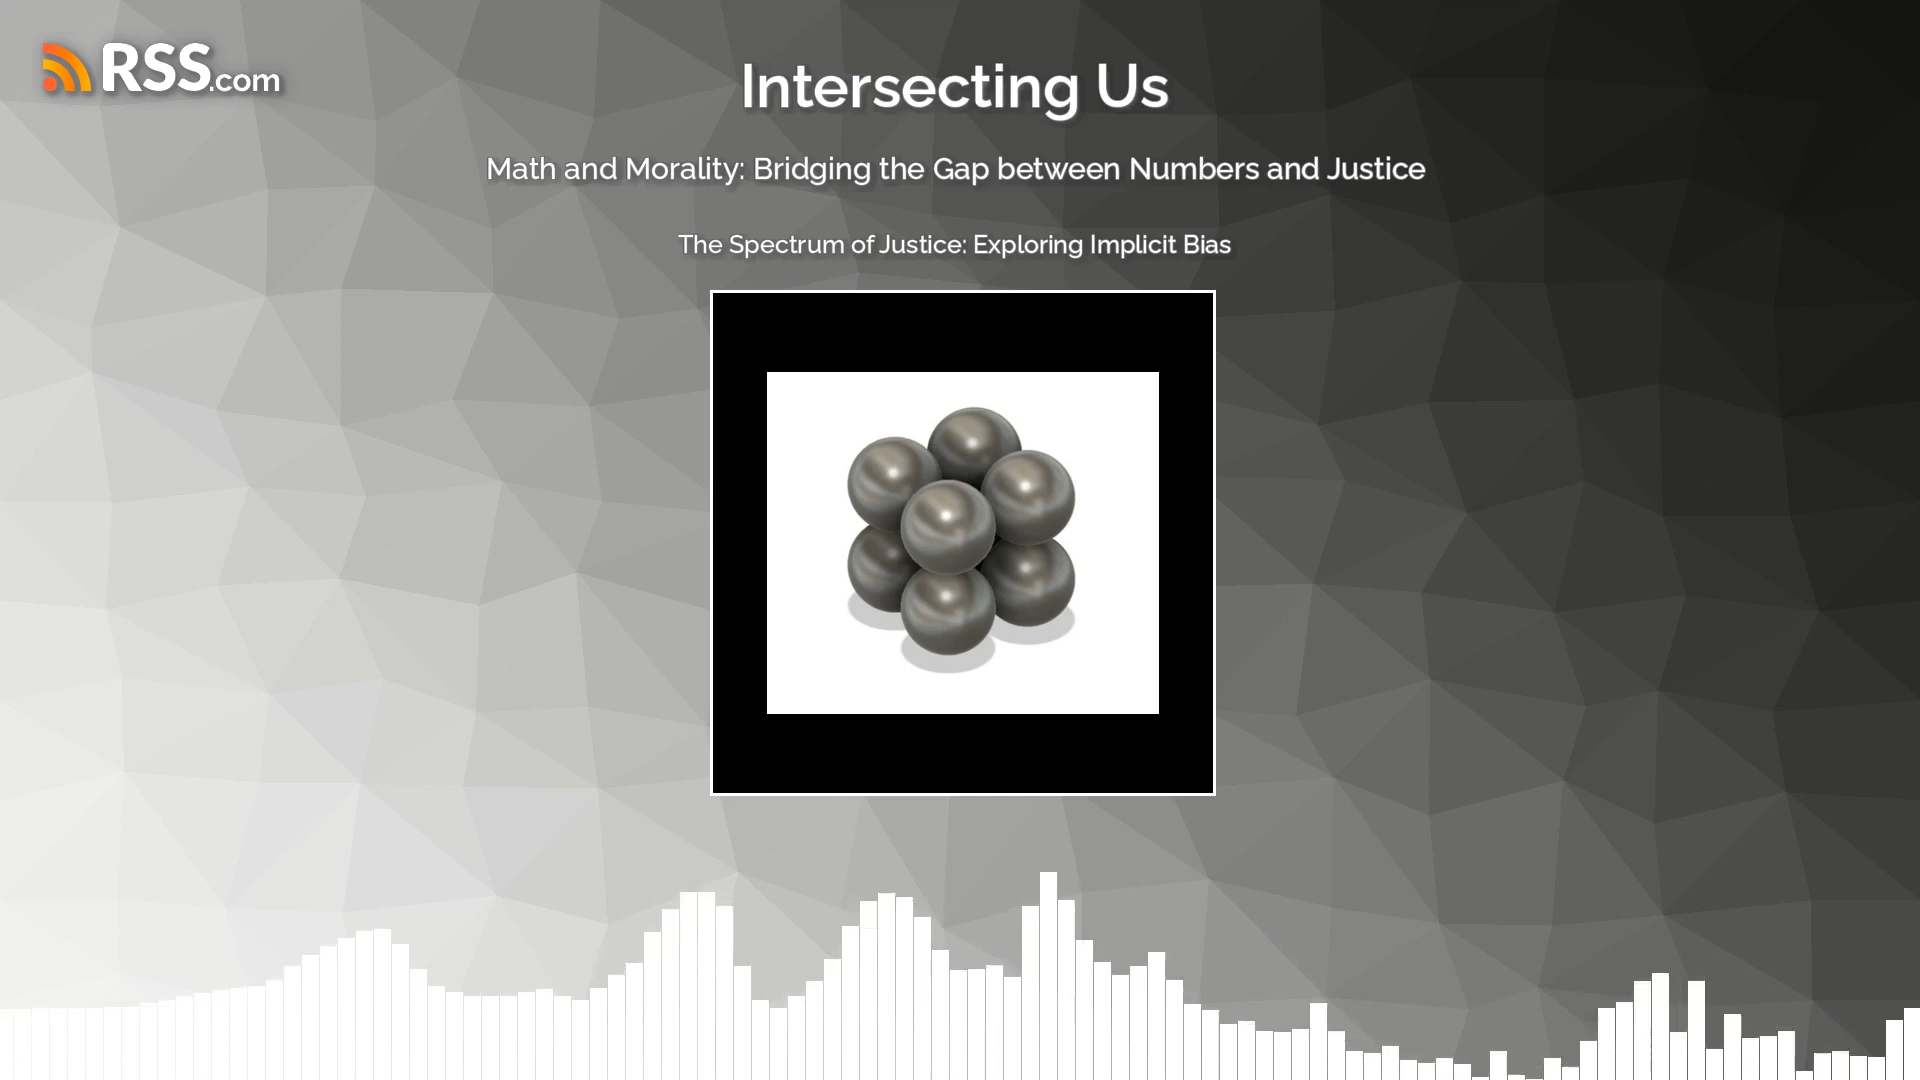 RSS.com
Intersecting Us
Math and Morality: Bridging the Gap between Numbers and Justice
The Spectrum of Justice: Exploring Implicit Bias